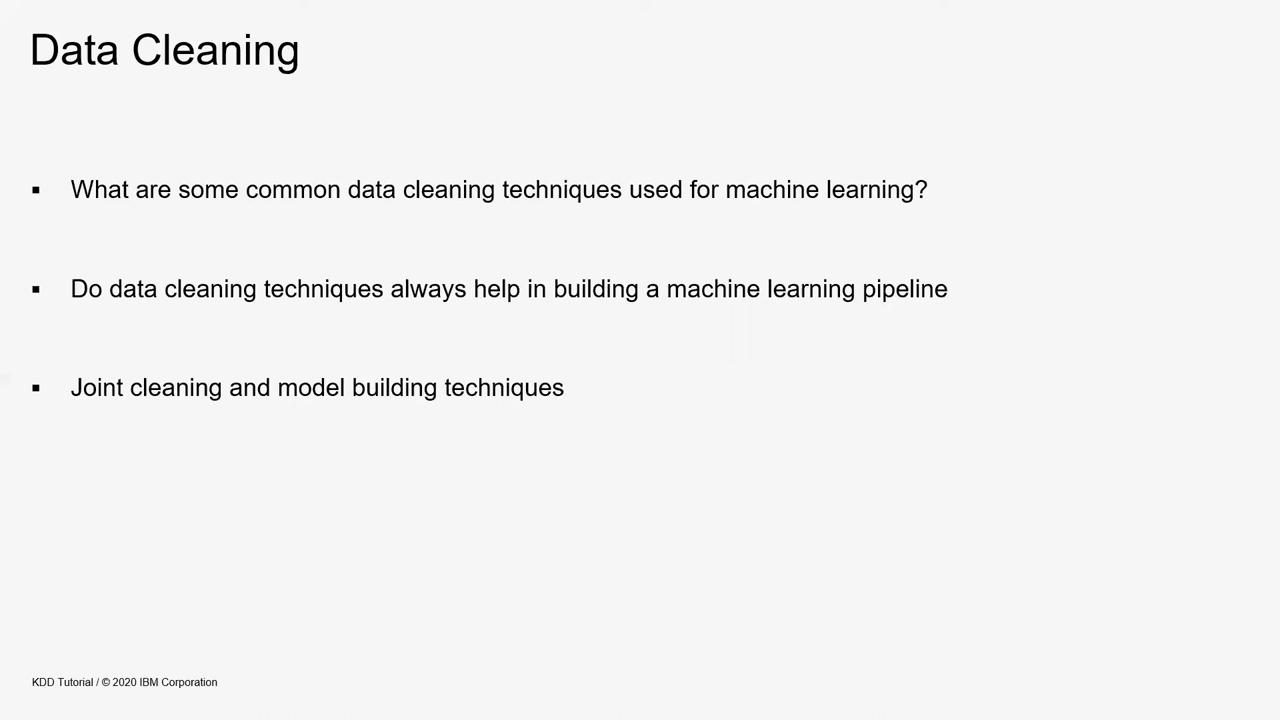 Data Cleaning
▪ What are some common data cleaning techniques used for machine learning?
▪ Do data cleaning techniques always help in building a machine learning pipeline
▪ Joint cleaning and model building techniques
KDD Tutorial / © 2020 IBM Corporation